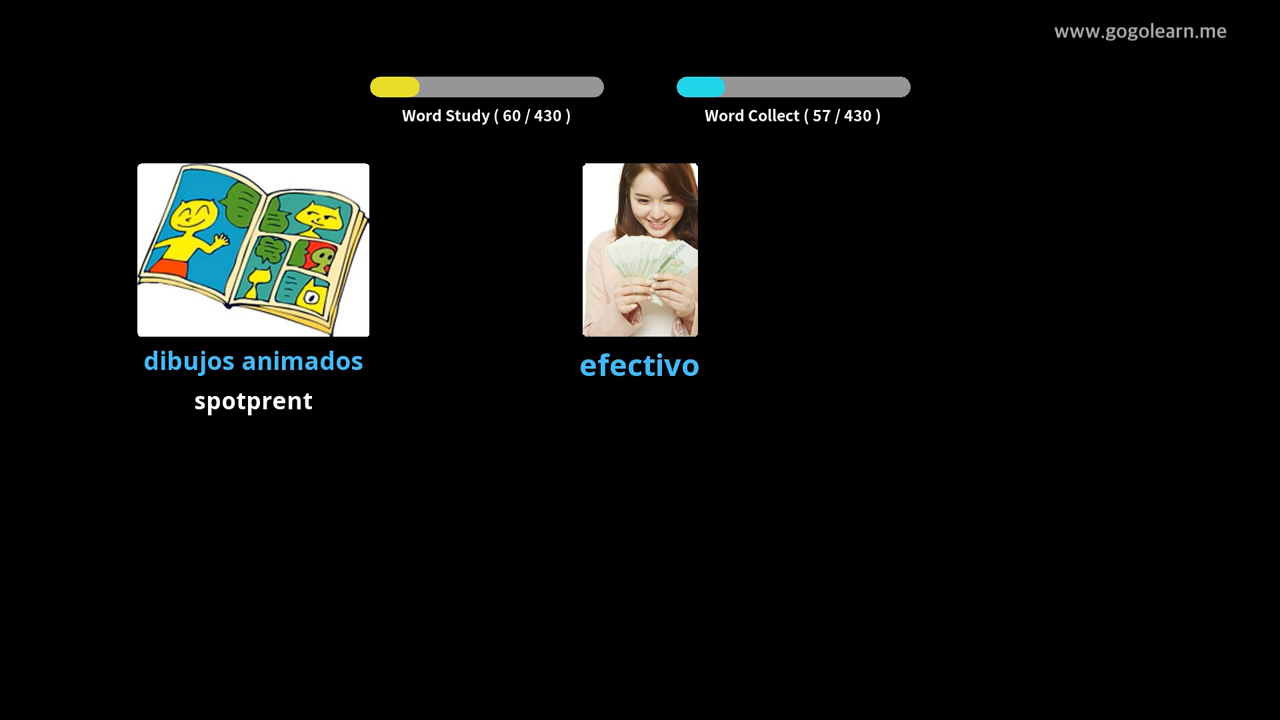 www.gogolearn.me
Word Study ( 60 / 430 )
Word Collect ( 57 / 430 )
dibujos animados
spotprent
efectivo